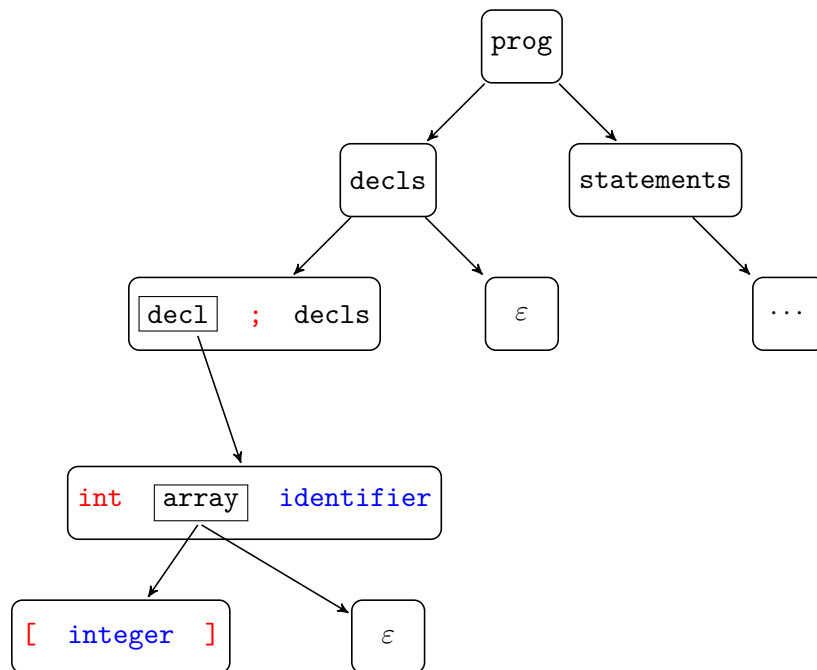 prog
decls statements
decl ; decls ε ···
int array identifier
[ integer ] ε